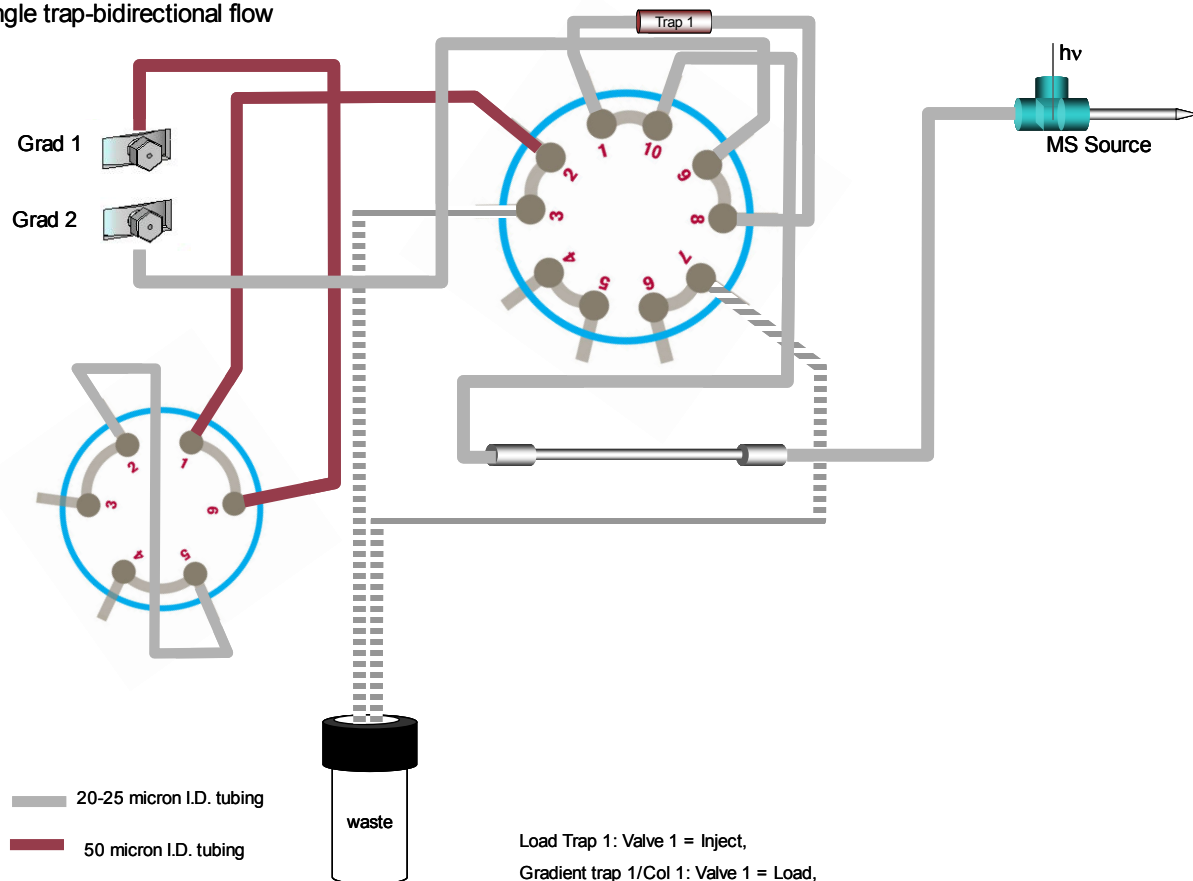 ngle trap-bidirectional flow
Trap 1
hν
Grad 1
MS Source
Grad 2
1
10
2
9
3
8
4
7
5
6
2
1
3
6
4
5
20-25 micron I.D. tubing
50 micron I.D. tubing
waste
Load Trap 1: Valve 1 = Inject,
Gradient trap 1/Col 1: Valve 1 = Load,